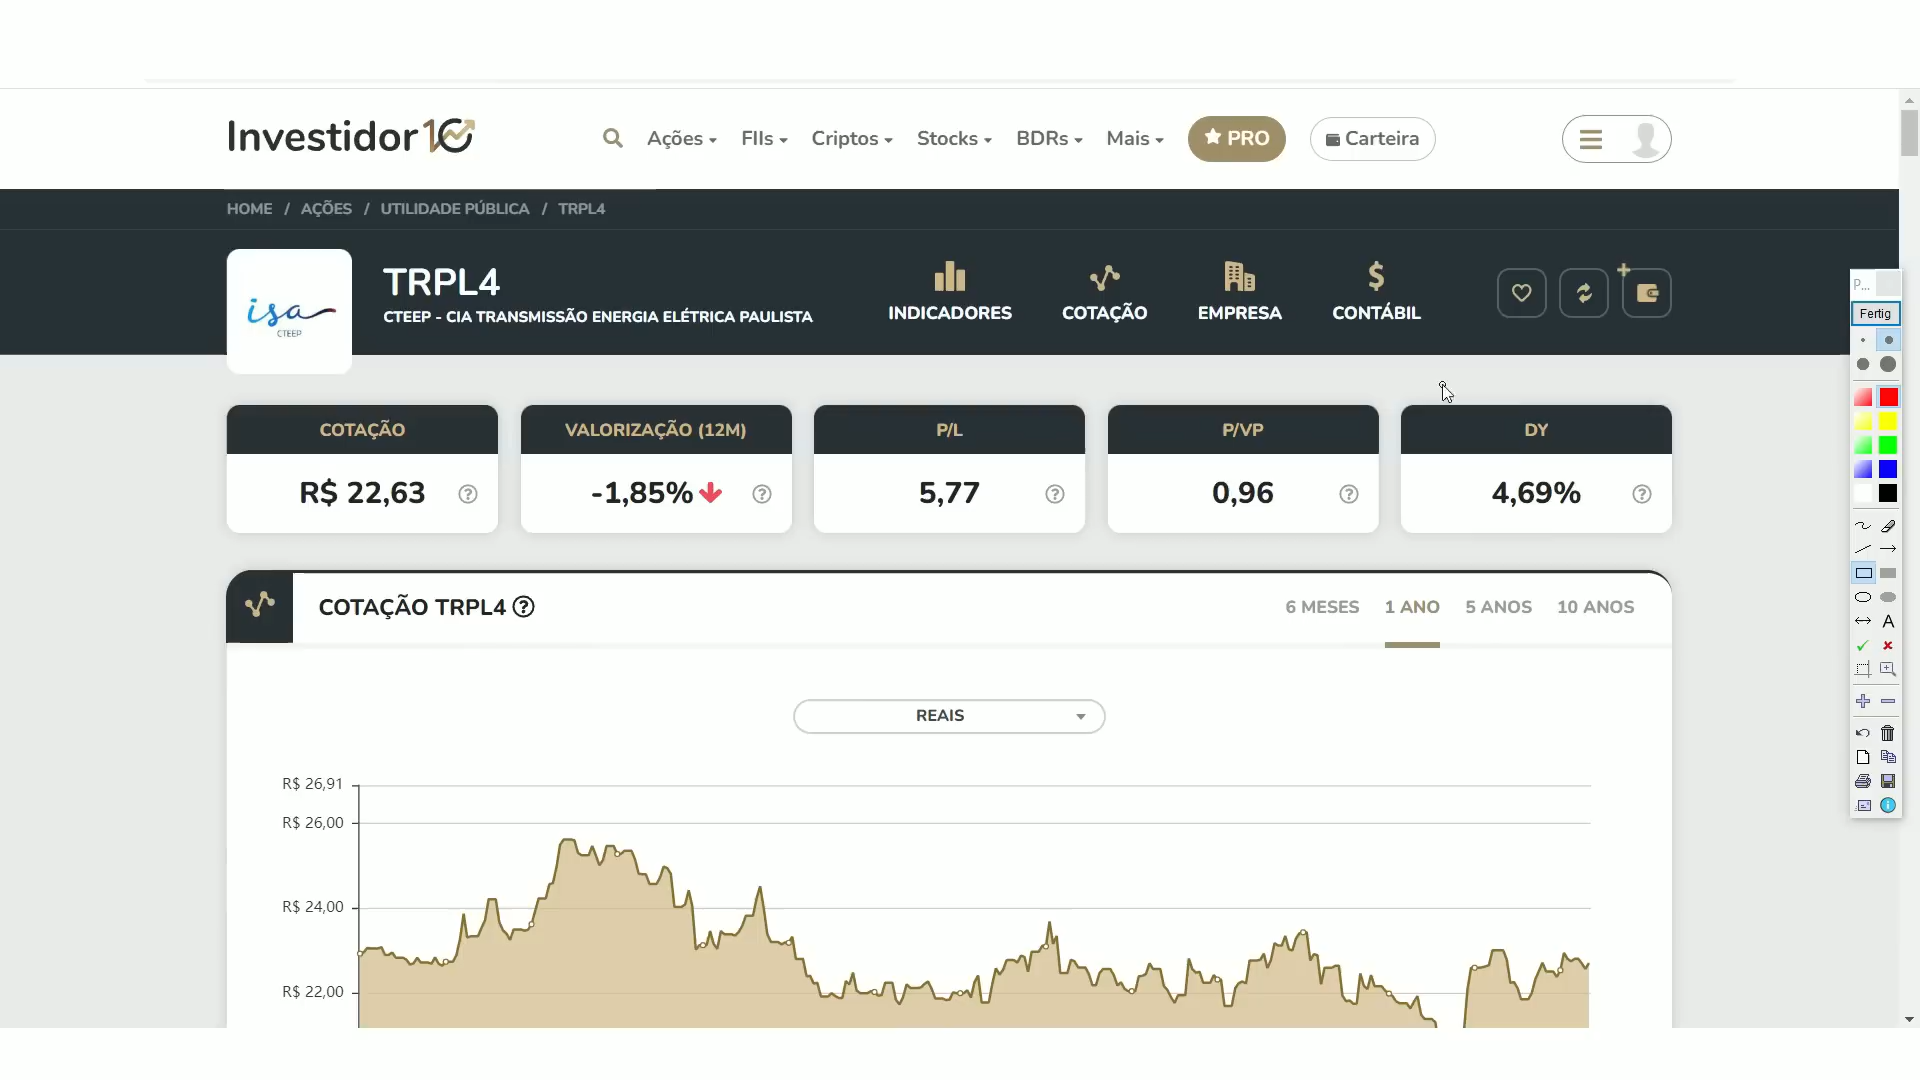 Investidor10
Ações FIIs Criptos Stocks BDRs Mais PRO Carteira
HOME / AÇÕES / UTILIDADE PÚBLICA / TRPL4
isa
CTEEP
TRPL4
CTEEP - CIA TRANSMISSÃO ENERGIA ELÉTRICA PAULISTA
INDICADORES COTAÇÃO EMPRESA CONTÁBIL
P...
Fertig
COTAÇÃO VALORIZAÇÃO (12M) P/L P/VP DY
R$ 22,63 -1,85% 5,77 0,96 4,69%
COTAÇÃO TRPL4
6 MESES 1 ANO 5 ANOS 10 ANOS
REAIS
R$ 26,91
R$ 26,00
R$ 24,00
R$ 22,00